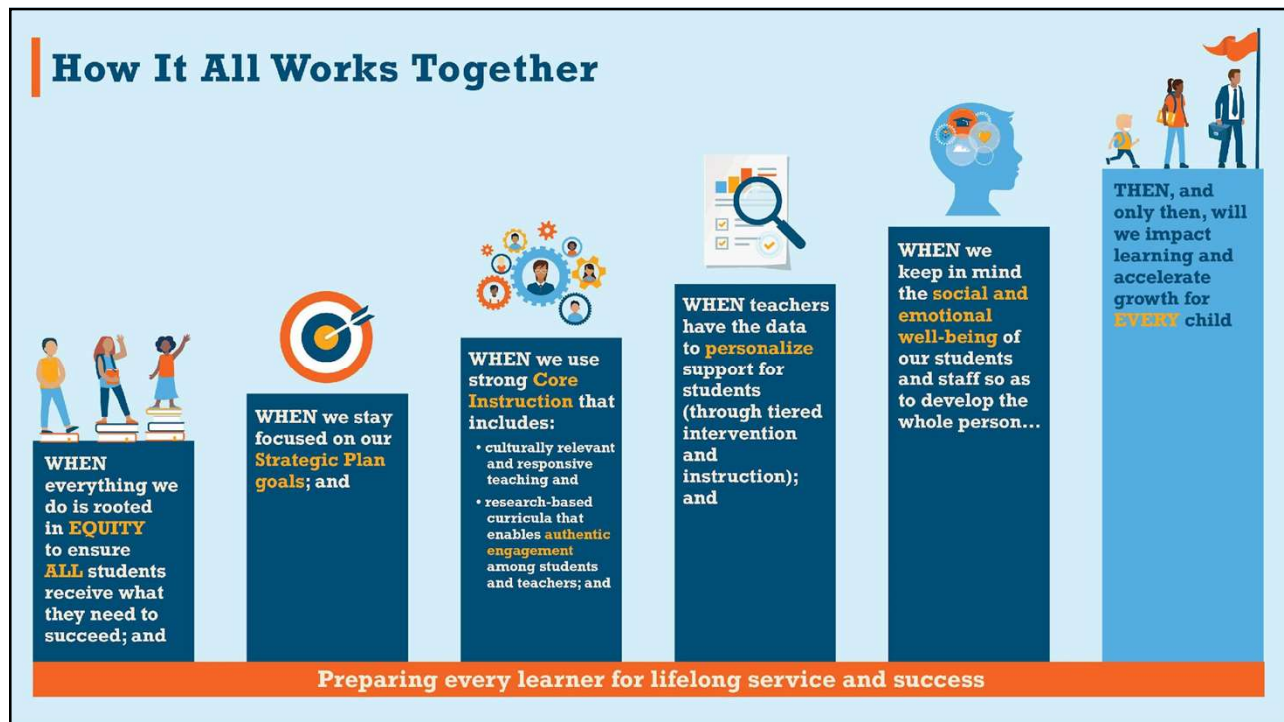 How It All Works Together
WHEN
everything we
do is rooted
in EQUITY
to ensure
ALL students
receive what
they need to
succeed; and
WHEN we stay
focused on our
Strategic Plan
goals; and
WHEN we use
strong Core
Instruction that
includes:
• culturally relevant
and responsive
teaching and
• research-based
curricula that
enables authentic
engagement
among students
and teachers; and
WHEN teachers
have the data
to personalize
support for
students
(through tiered
intervention
and
instruction);
and
WHEN we
keep in mind
the social and
emotional
well-being of
our students
and staff so as
to develop the
whole person...
THEN, and
only then, will
we impact
learning and
accelerate
growth for
EVERY child
Preparing every learner for lifelong service and success